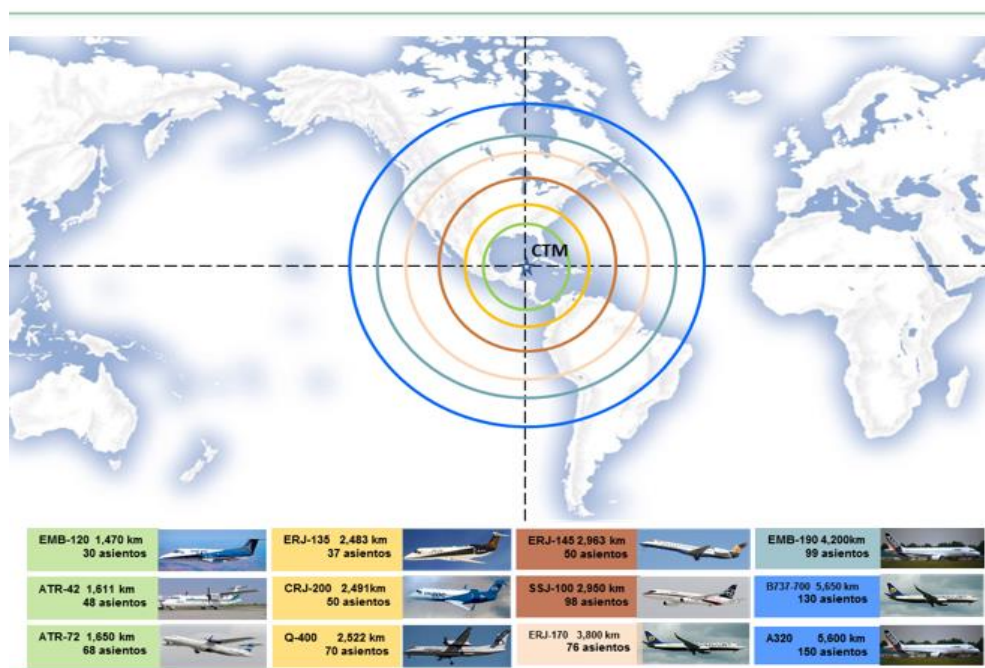 CTM
EMB-120 1,470 km
30 asientos
ERJ-135 2,483 km
37 asientos
ERJ-145 2,963 km
50 asientos
EMB-190 4,200km
99 asientos
ATR-42 1,611 km
48 asientos
CRJ-200 2,491km
50 asientos
SSJ-100 2,950 km
98 asientos
B737-700 5,650 km
130 asientos
ATR-72 1,650 km
68 asientos
Q-400 2,522 km
70 asientos
ERJ-170 3,800 km
76 asientos
A320 5,600 km
150 asientos